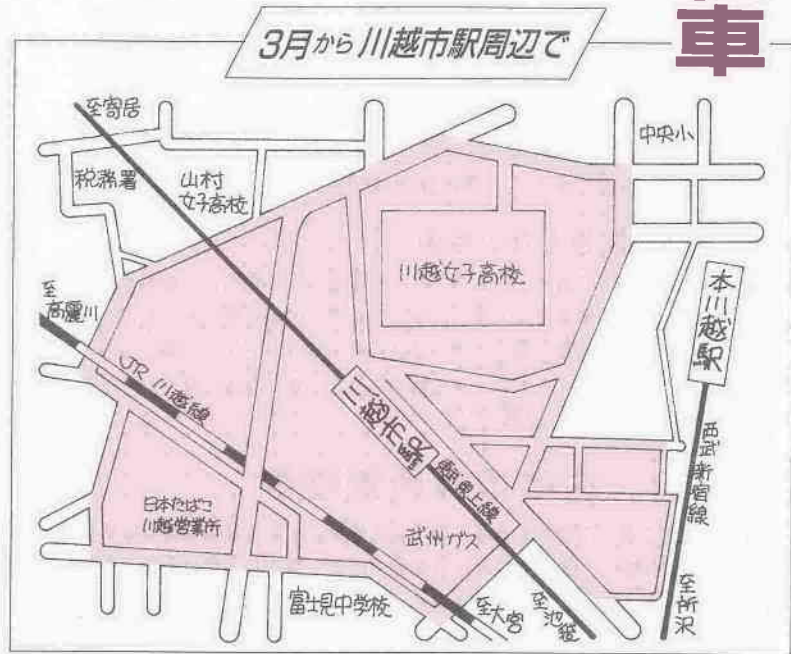 車
3月から川越市駅周辺で
至寄居
中央小
税務署
山村
女子高校
川越女子高校
至
高麗川
本川越駅
JR川越線
川越市駅
東武東上線
西武新宿線
日本たばこ
川越営業所
武州ガス
富士見中学校
至大宮
至池袋
至所沢